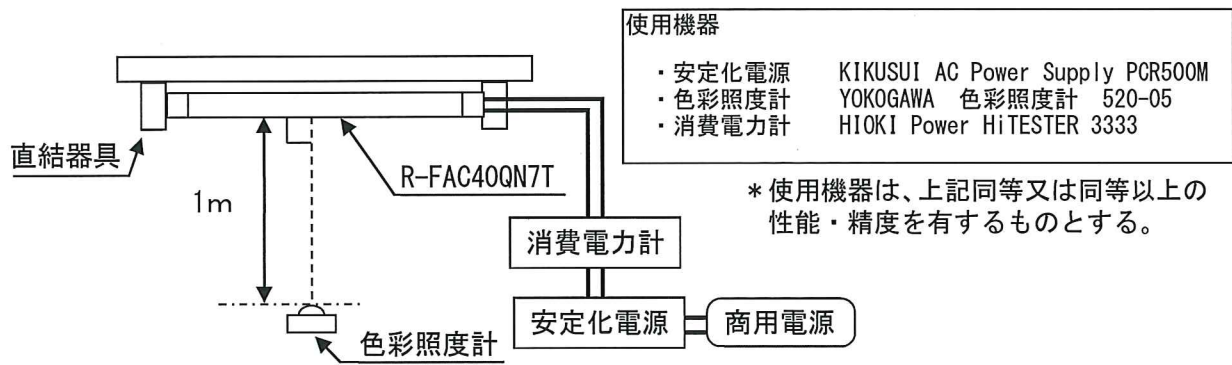 使用機器
・安定化電源 KIKUSUI AC Power Supply PCR500M
・色彩照度計 YOKOGAWA 色彩照度計 520-05
・消費電力計 HIOKI Power HiTESTER 3333
直結器具
R-FAC40QN7T
1m
*使用機器は、上記同等又は同等以上の
性能・精度を有するものとする。
消費電力計
安定化電源
商用電源
色彩照度計